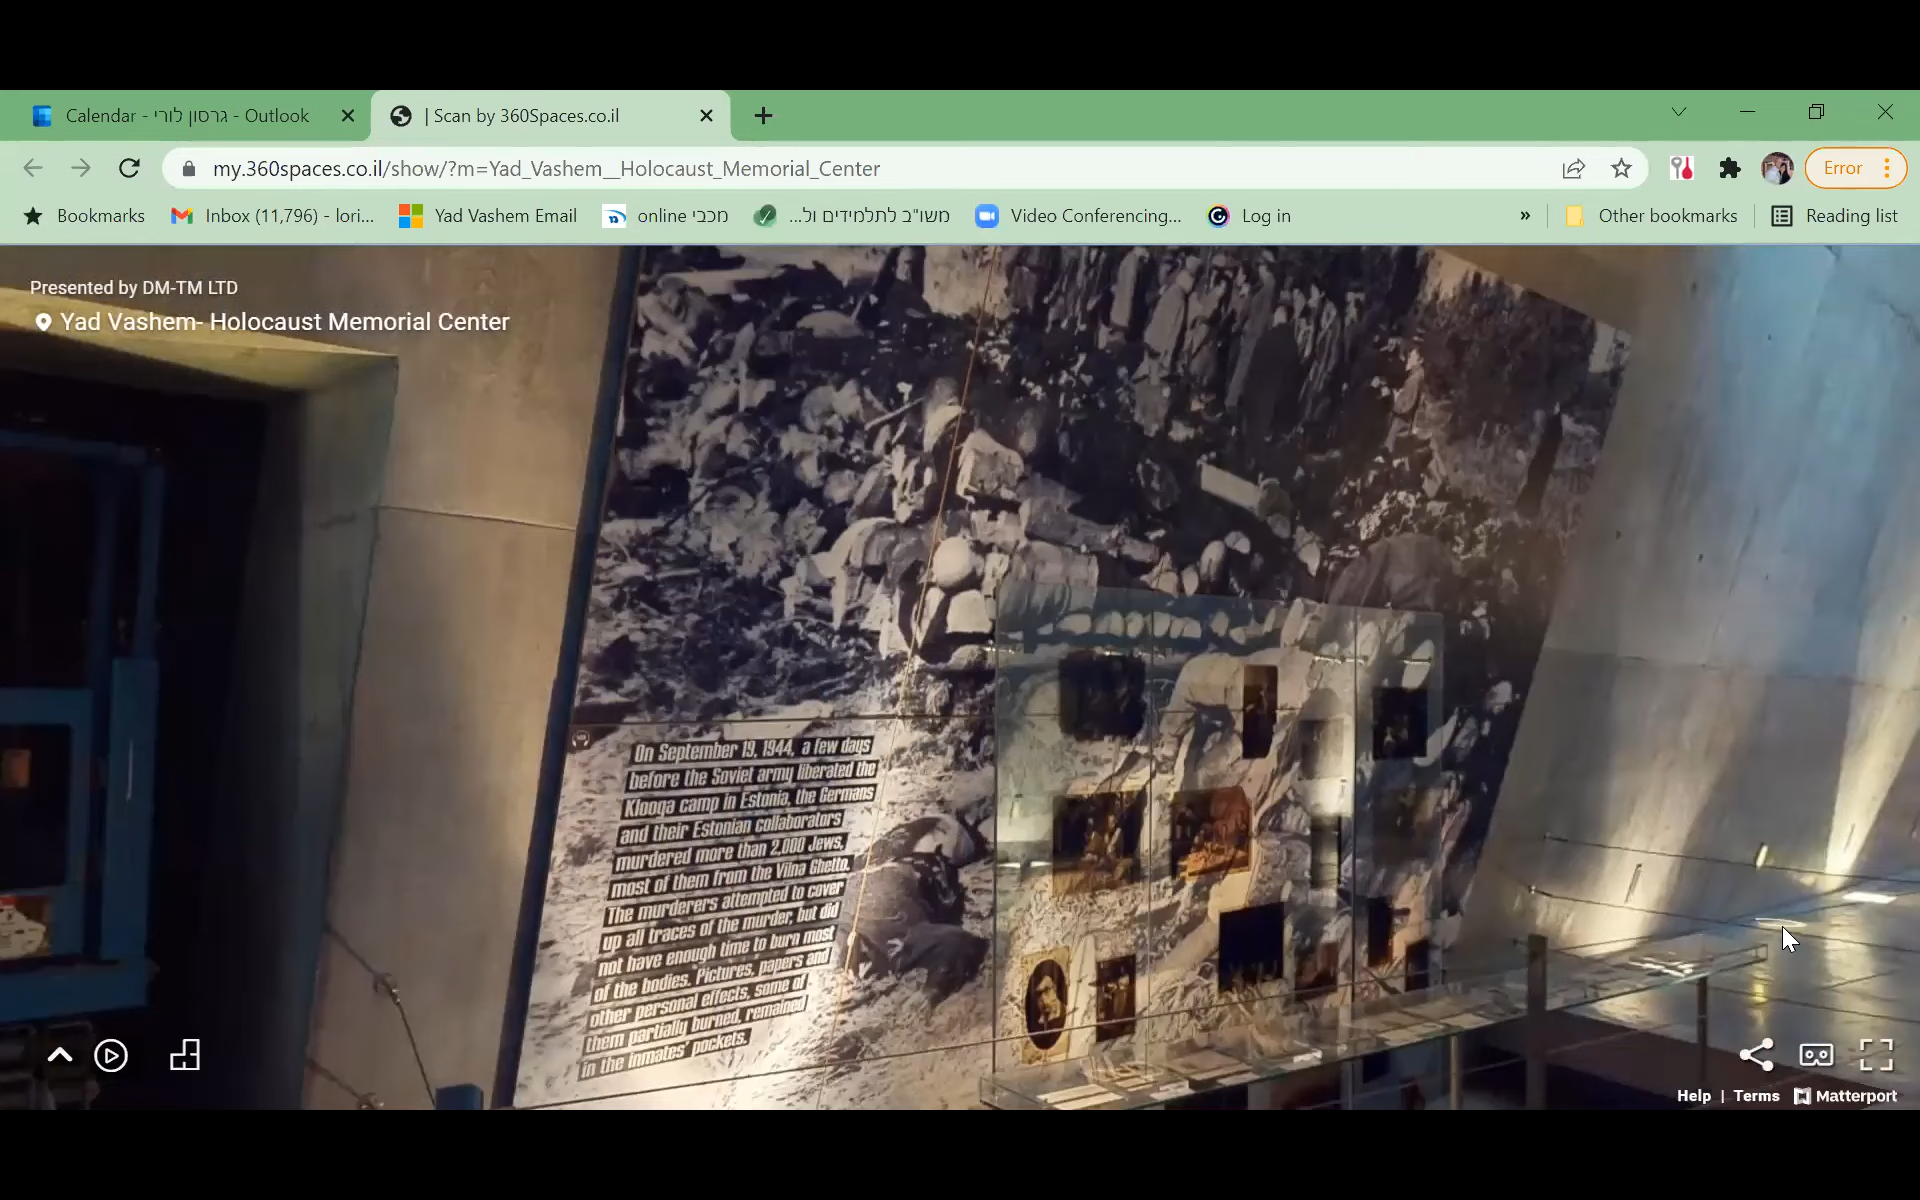 Calendar - גרסון לורי - Outlook
| Scan by 360Spaces.co.il
my.360spaces.co.il/show/?m=Yad_Vashem__Holocaust_Memorial_Center
Error
Bookmarks
Inbox (11,796) - lori...
Yad Vashem Email
מכבי online
משו"ב לתלמידים ול...
Video Conferencing...
Log in
»
Other bookmarks
Reading list
Presented by DM-TM LTD
Yad Vashem- Holocaust Memorial Center
On September 19, 1944, a few days
before the Soviet army liberated the
Klooga camp in Estonia, the Germans
and their Estonian collaborators
murdered more than 2,000 Jews,
most of them from the Vilna Ghetto.
The murderers attempted to cover
up all traces of the murder, but did
not have enough time to burn most
of the bodies. Pictures, papers and
other personal effects, some of
them partially burned, remained
in the inmates' pockets.
Help | Terms
Matterport